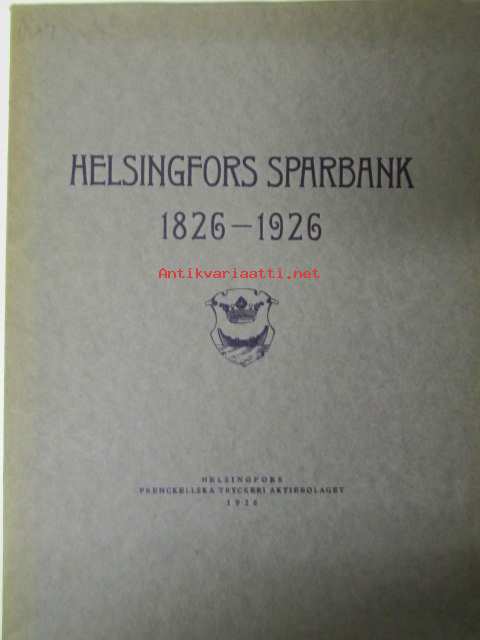 HELSINGFORS SPARBANK
1826–1926
Antikvariaatti.net
HELSINGFORS
FRENCKELLSKA TRYCKERI AKTIEBOLAGET
1926